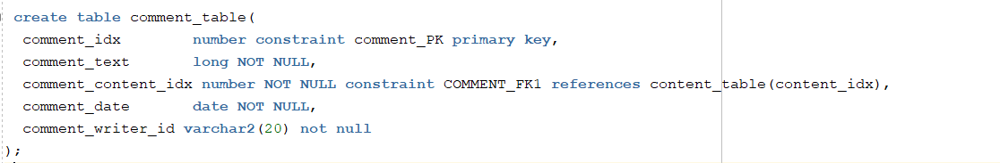 create table comment_table(
comment_idx number constraint comment_PK primary key,
comment_text long NOT NULL,
comment_content_idx number NOT NULL constraint COMMENT_FK1 references content_table(content_idx),
comment_date date NOT NULL,
comment_writer_id varchar2(20) not null
);